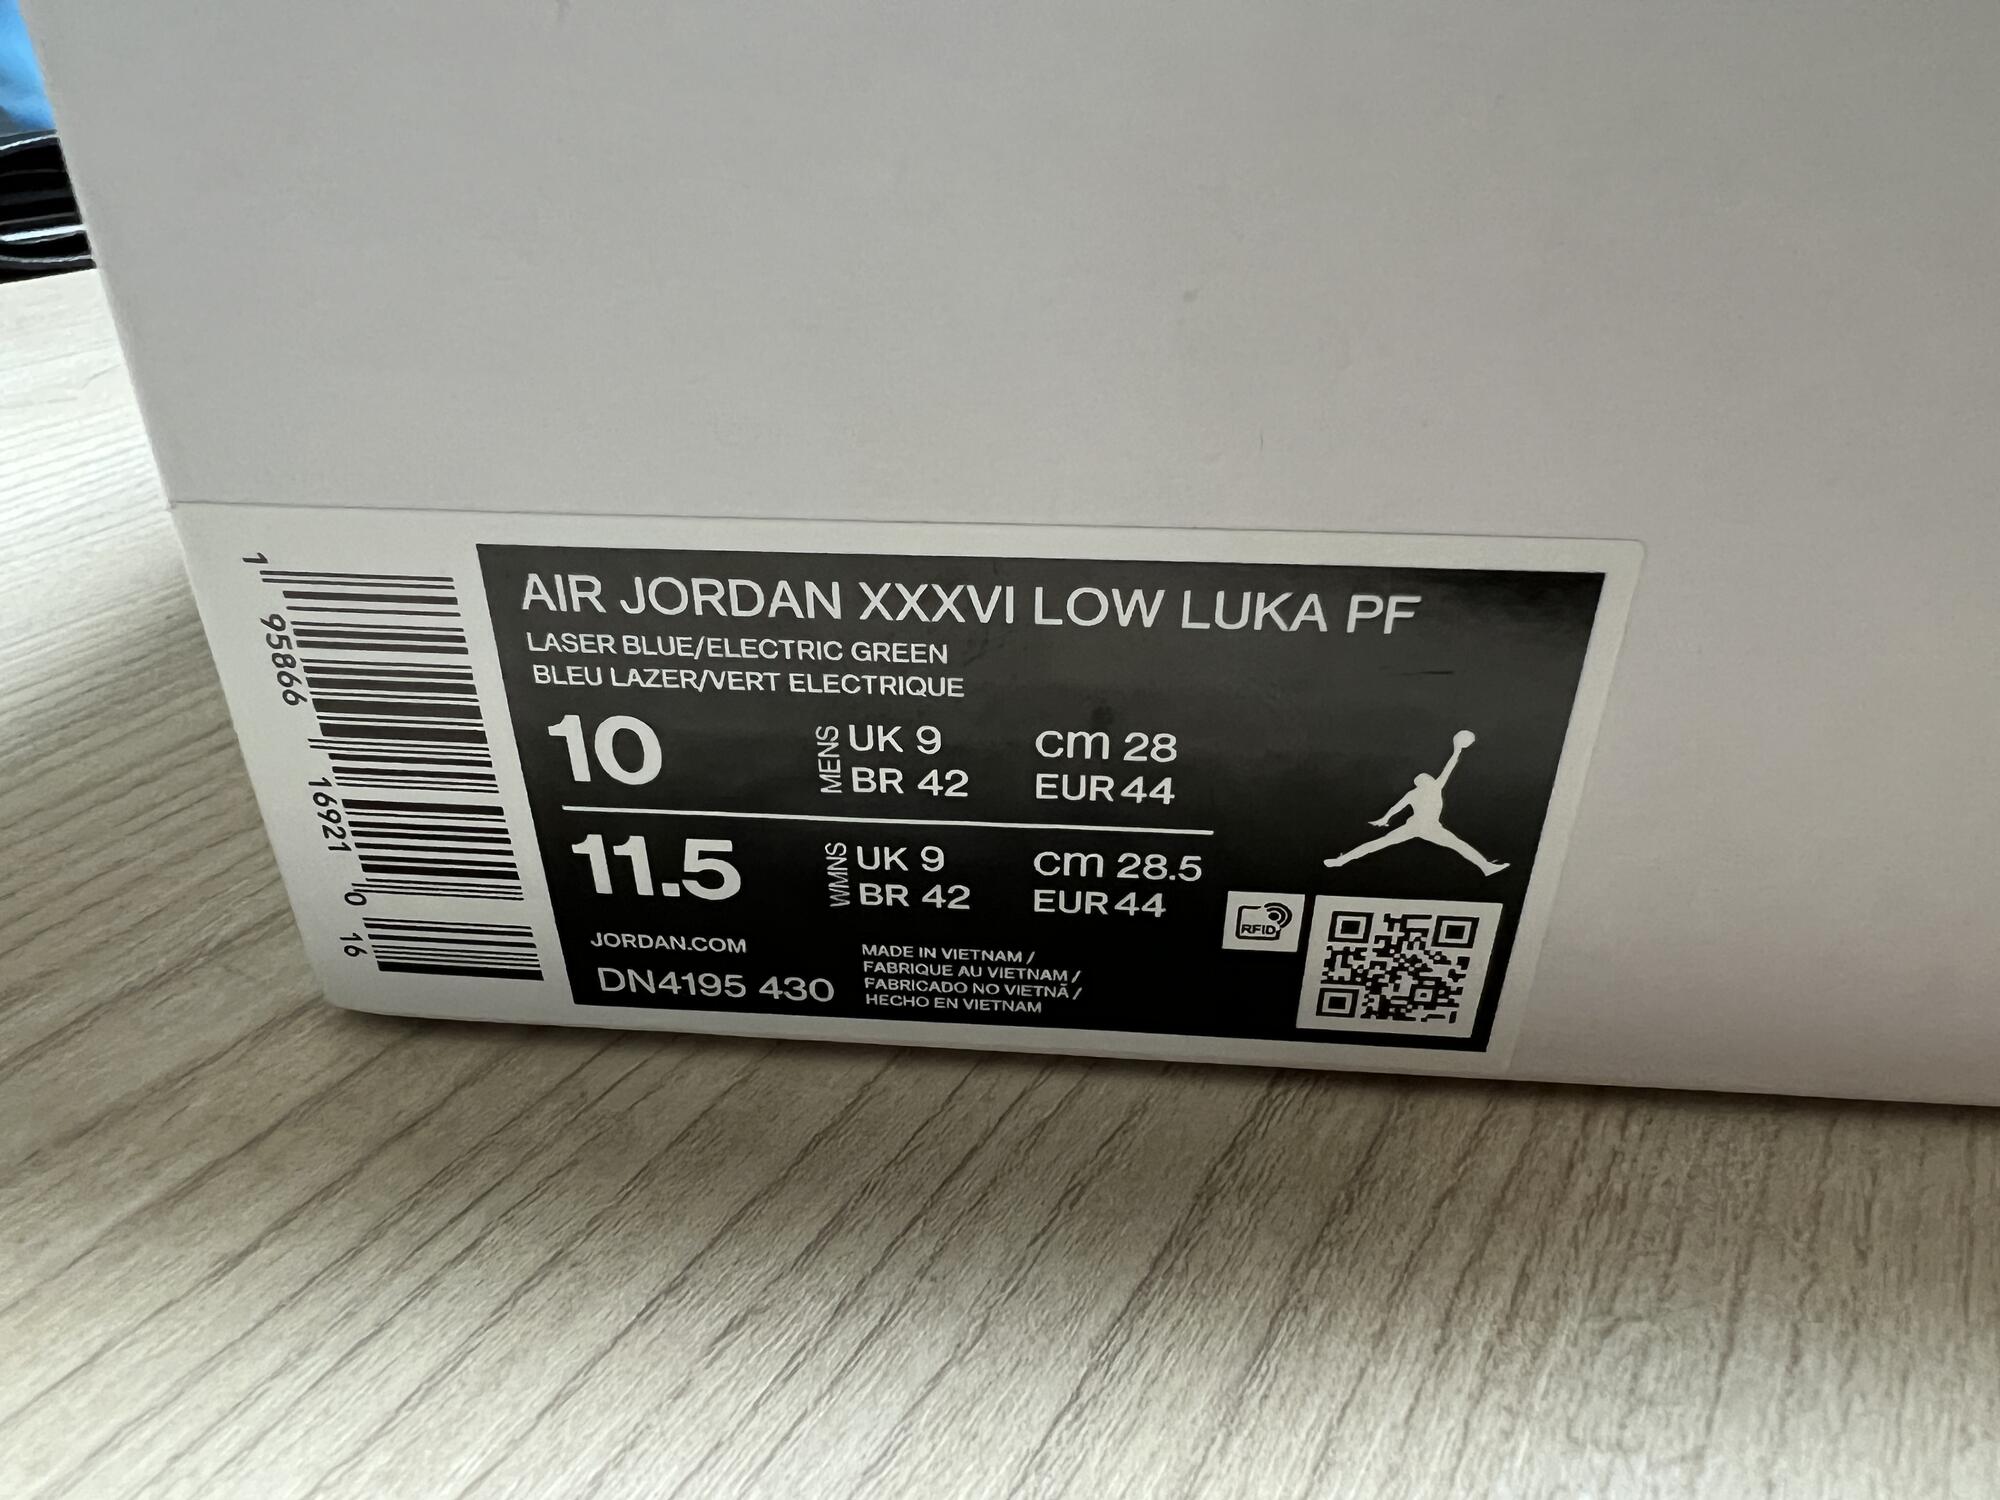 AIR JORDAN XXXVI LOW LUKA PF
LASER BLUE/ELECTRIC GREEN
BLEU LAZER/VERT ELECTRIQUE
10
MENS
UK 9
cm 28
BR 42
EUR 44
11.5
WMNS
UK 9
cm 28.5
BR 42
EUR 44
JORDAN.COM
DN4195 430
MADE IN VIETNAM /
FABRIQUE AU VIETNAM /
FABRICADO NO VIETNÃ /
HECHO EN VIETNAM
RFID
1 95866 16921 0 16